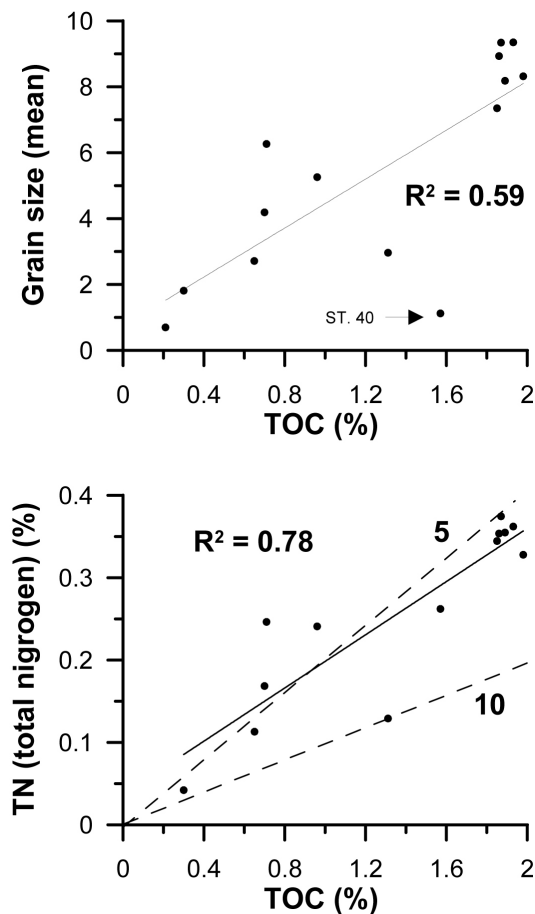 10
8
6
4
2
0
Grain size (mean)
R² = 0.59
ST. 40
0 0.4 0.8 1.2 1.6 2
TOC (%)
0.4
0.3
0.2
0.1
0
TN (total nigrogen) (%)
R² = 0.78
5
10
0 0.4 0.8 1.2 1.6 2
TOC (%)